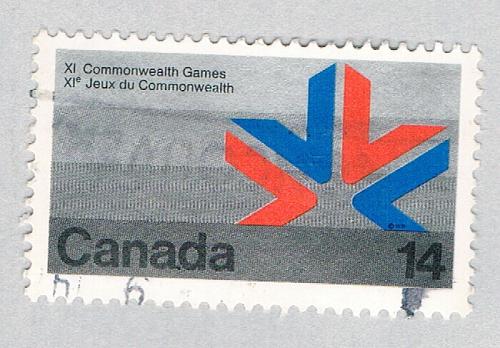 XI Commonwealth Games
XIe Jeux du Commonwealth
Canada 14